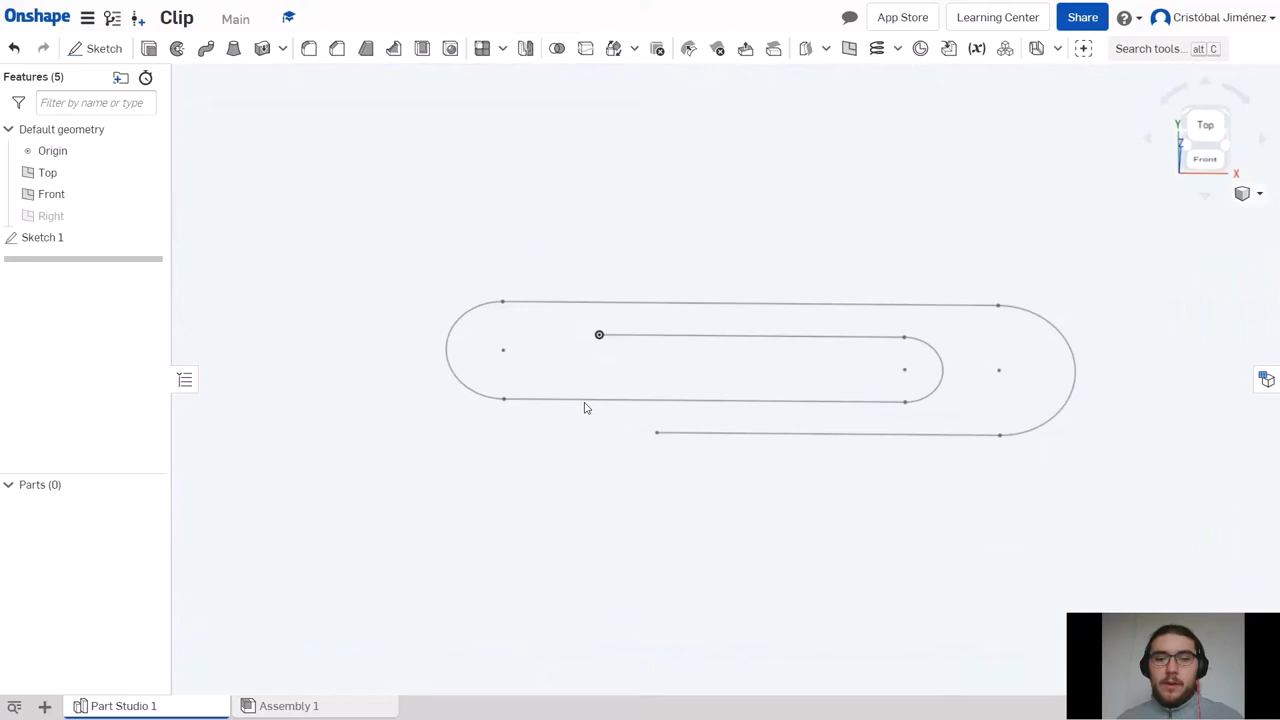 Onshape Clip Main App Store Learning Center Share Cristóbal Jiménez
Sketch Search tools... alt C
Features (5)
Filter by name or type
Default geometry
Origin
Top
Front
Right
Sketch 1
Parts (0)
Y Top
Z
Front
X
Part Studio 1 Assembly 1